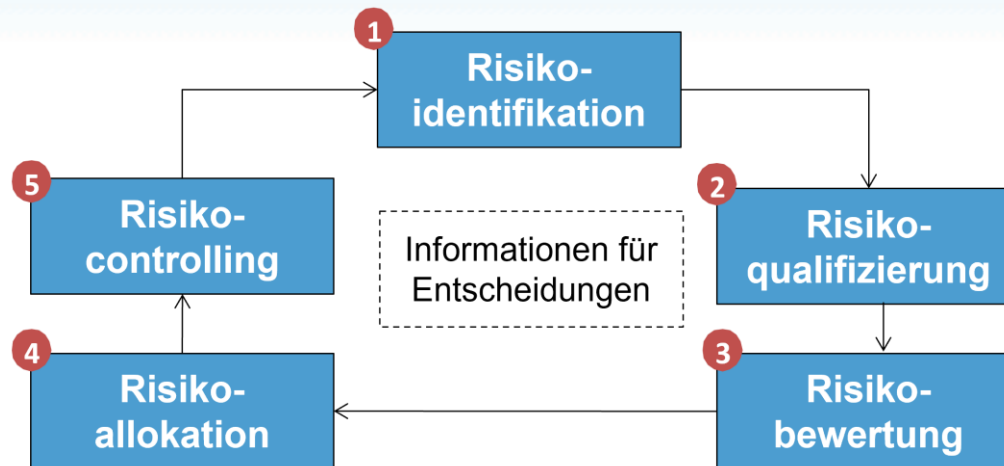 1
Risiko-
identifikation
2
Risiko-
qualifizierung
3
Risiko-
bewertung
4
Risiko-
allokation
5
Risiko-
controlling
Informationen für
Entscheidungen